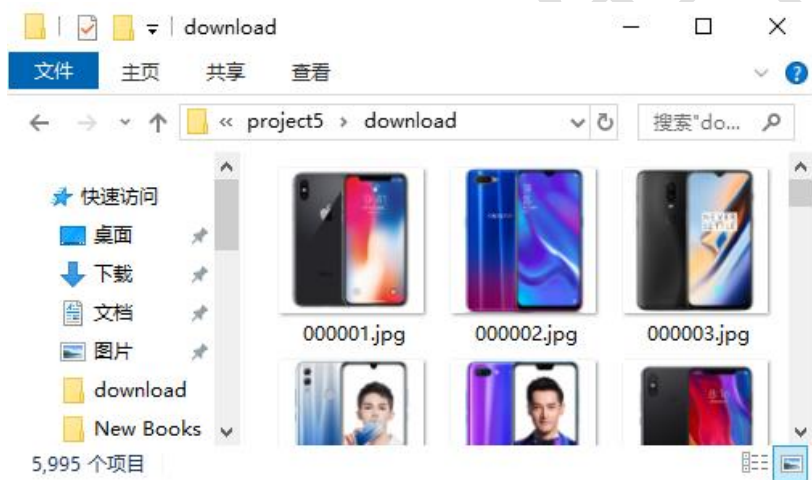 download
文件 主页 共享 查看
« project5 › download 搜索"do...
快速访问
桌面
下载
文档
图片
download
New Books
000001.jpg 000002.jpg 000003.jpg
NEVER
SETTLE
5,995 个项目